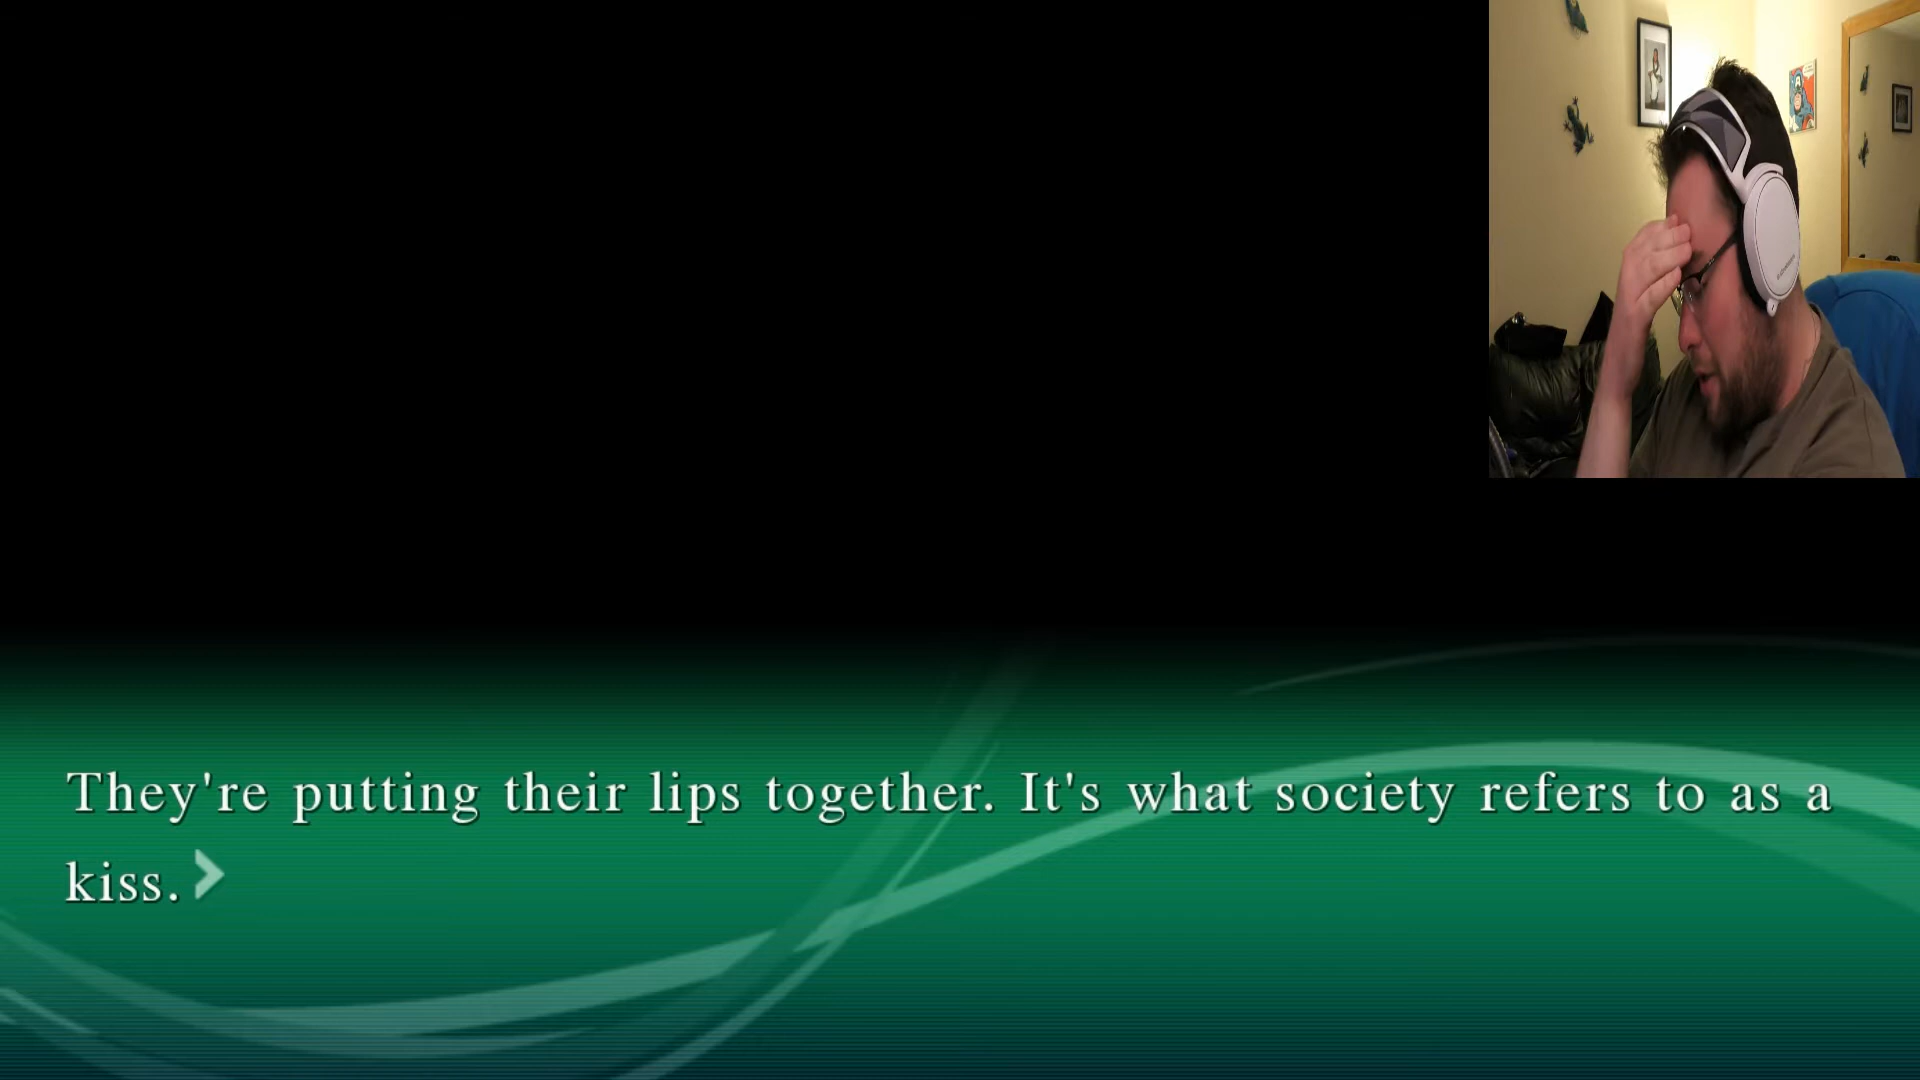 They're putting their lips together. It's what society refers to as a
kiss.